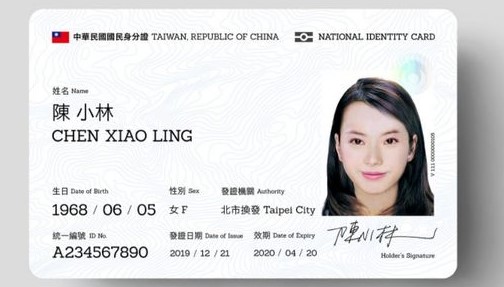 中華民國國民身分證 TAIWAN, REPUBLIC OF CHINA NATIONAL IDENTITY CARD
姓名 Name
陳 小林
CHEN XIAO LING
生日 Date of Birth 性別 Sex 發證機關 Authority
1968 / 06 / 05 女 F 北市換發 Taipei City
統一編號 ID No. 發證日期 Date of Issue 效期 Date of Expiry
A234567890 2019 / 12 / 21 2020 / 04 / 20
陳小林
Holder's Signature